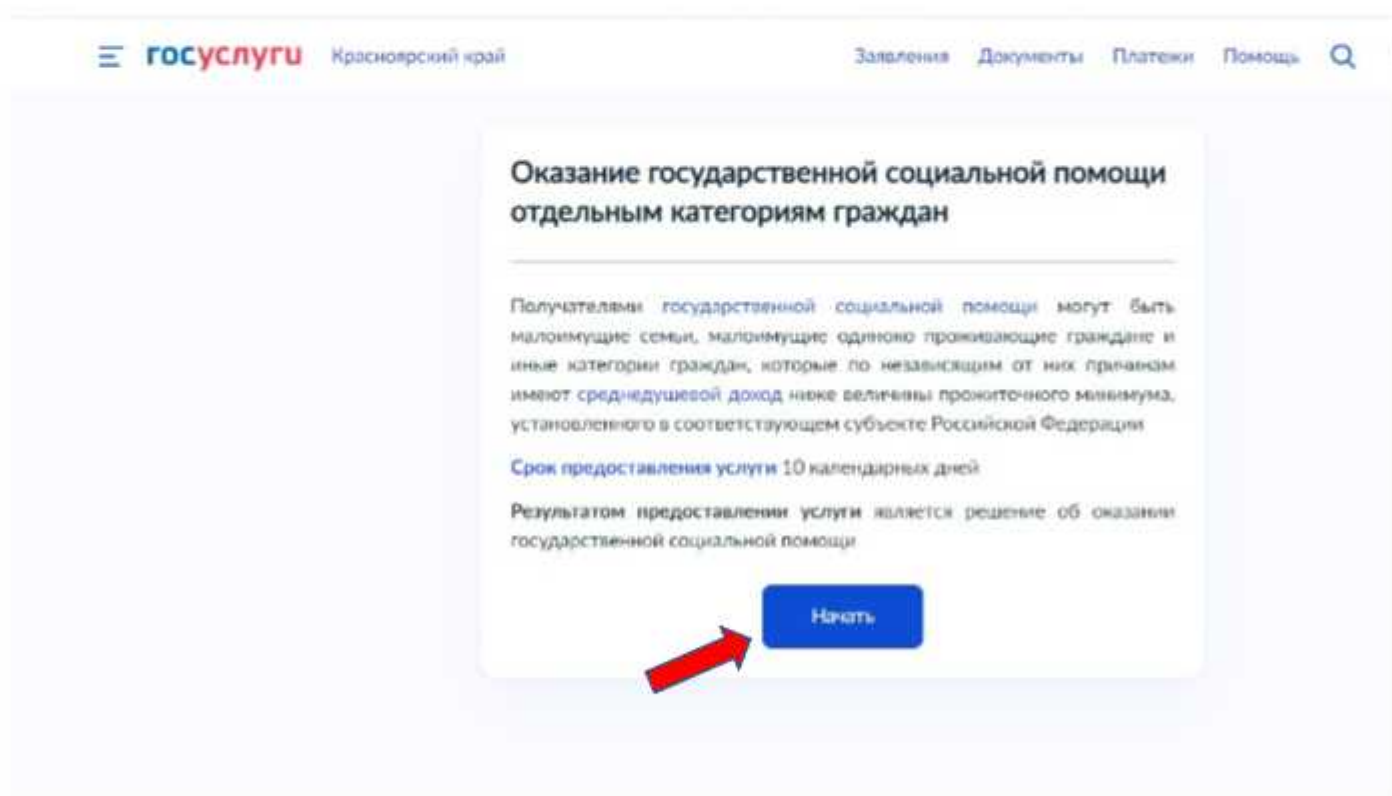 госуслуги Красноярский край Заявления Документы Платежи Помощь
Оказание государственной социальной помощи
отдельным категориям граждан
Получателями государственной социальной помощи могут быть
малоимущие семьи, малоимущие одиноко проживающие граждане и
иные категории граждан, которые по независящим от них причинам
имеют среднедушевой доход ниже величины прожиточного минимума,
установленного в соответствующем субъекте Российской Федерации
Срок предоставления услуги 10 календарных дней
Результатом предоставлении услуги является решение об оказании
государственной социальной помощи
Начать